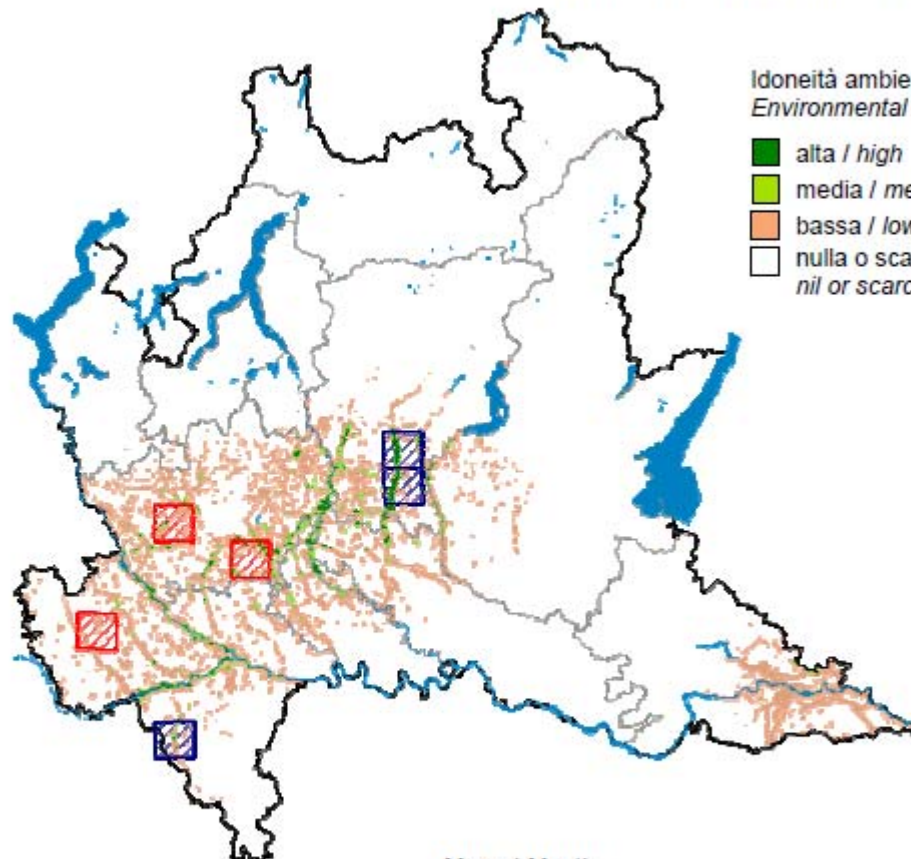 Idoneità ambie
Environmental
alta / high
media / me
bassa / low
nulla o sca
nil or scarc